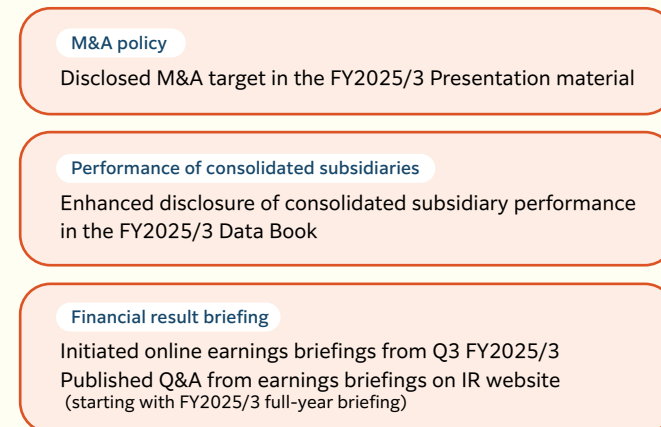 M&A policy
Disclosed M&A target in the FY2025/3 Presentation material
Performance of consolidated subsidiaries
Enhanced disclosure of consolidated subsidiary performance
in the FY2025/3 Data Book
Financial result briefing
Initiated online earnings briefings from Q3 FY2025/3
Published Q&A from earnings briefings on IR website
(starting with FY2025/3 full-year briefing)